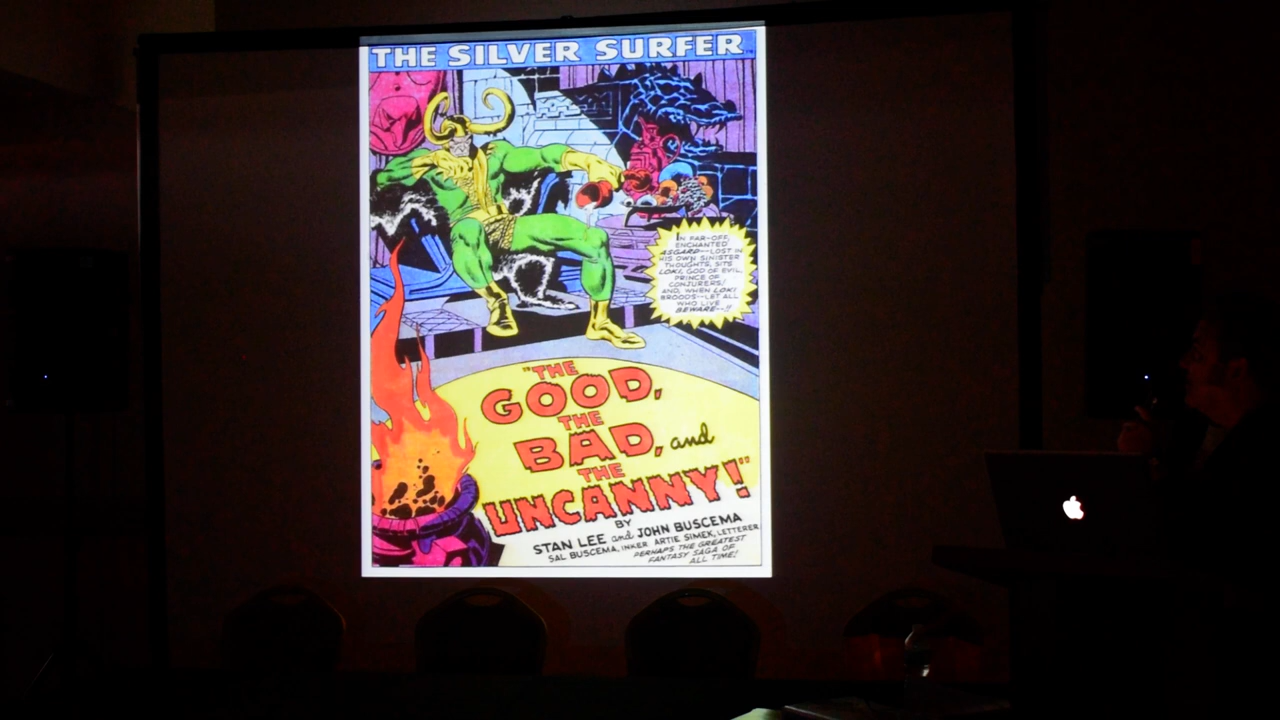 THE SILVER SURFER
IN FAR-OFF,
ENCHANTED
ASGARD--LOST IN
HIS OWN SINISTER
THOUGHTS, SITS
LOKI, GOD OF EVIL,
PRINCE OF
CONJURERS!
AND, WHEN LOKI
BROODS--LET ALL
WHO LIVE
BEWARE--!!
"THE
GOOD,
THE
BAD, and
THE
UNCANNY!"
BY
STAN LEE and JOHN BUSCEMA
SAL BUSCEMA, INKER ARTIE SIMEK, LETTERER
PERHAPS THE GREATEST
FANTASY SAGA OF
ALL TIME!